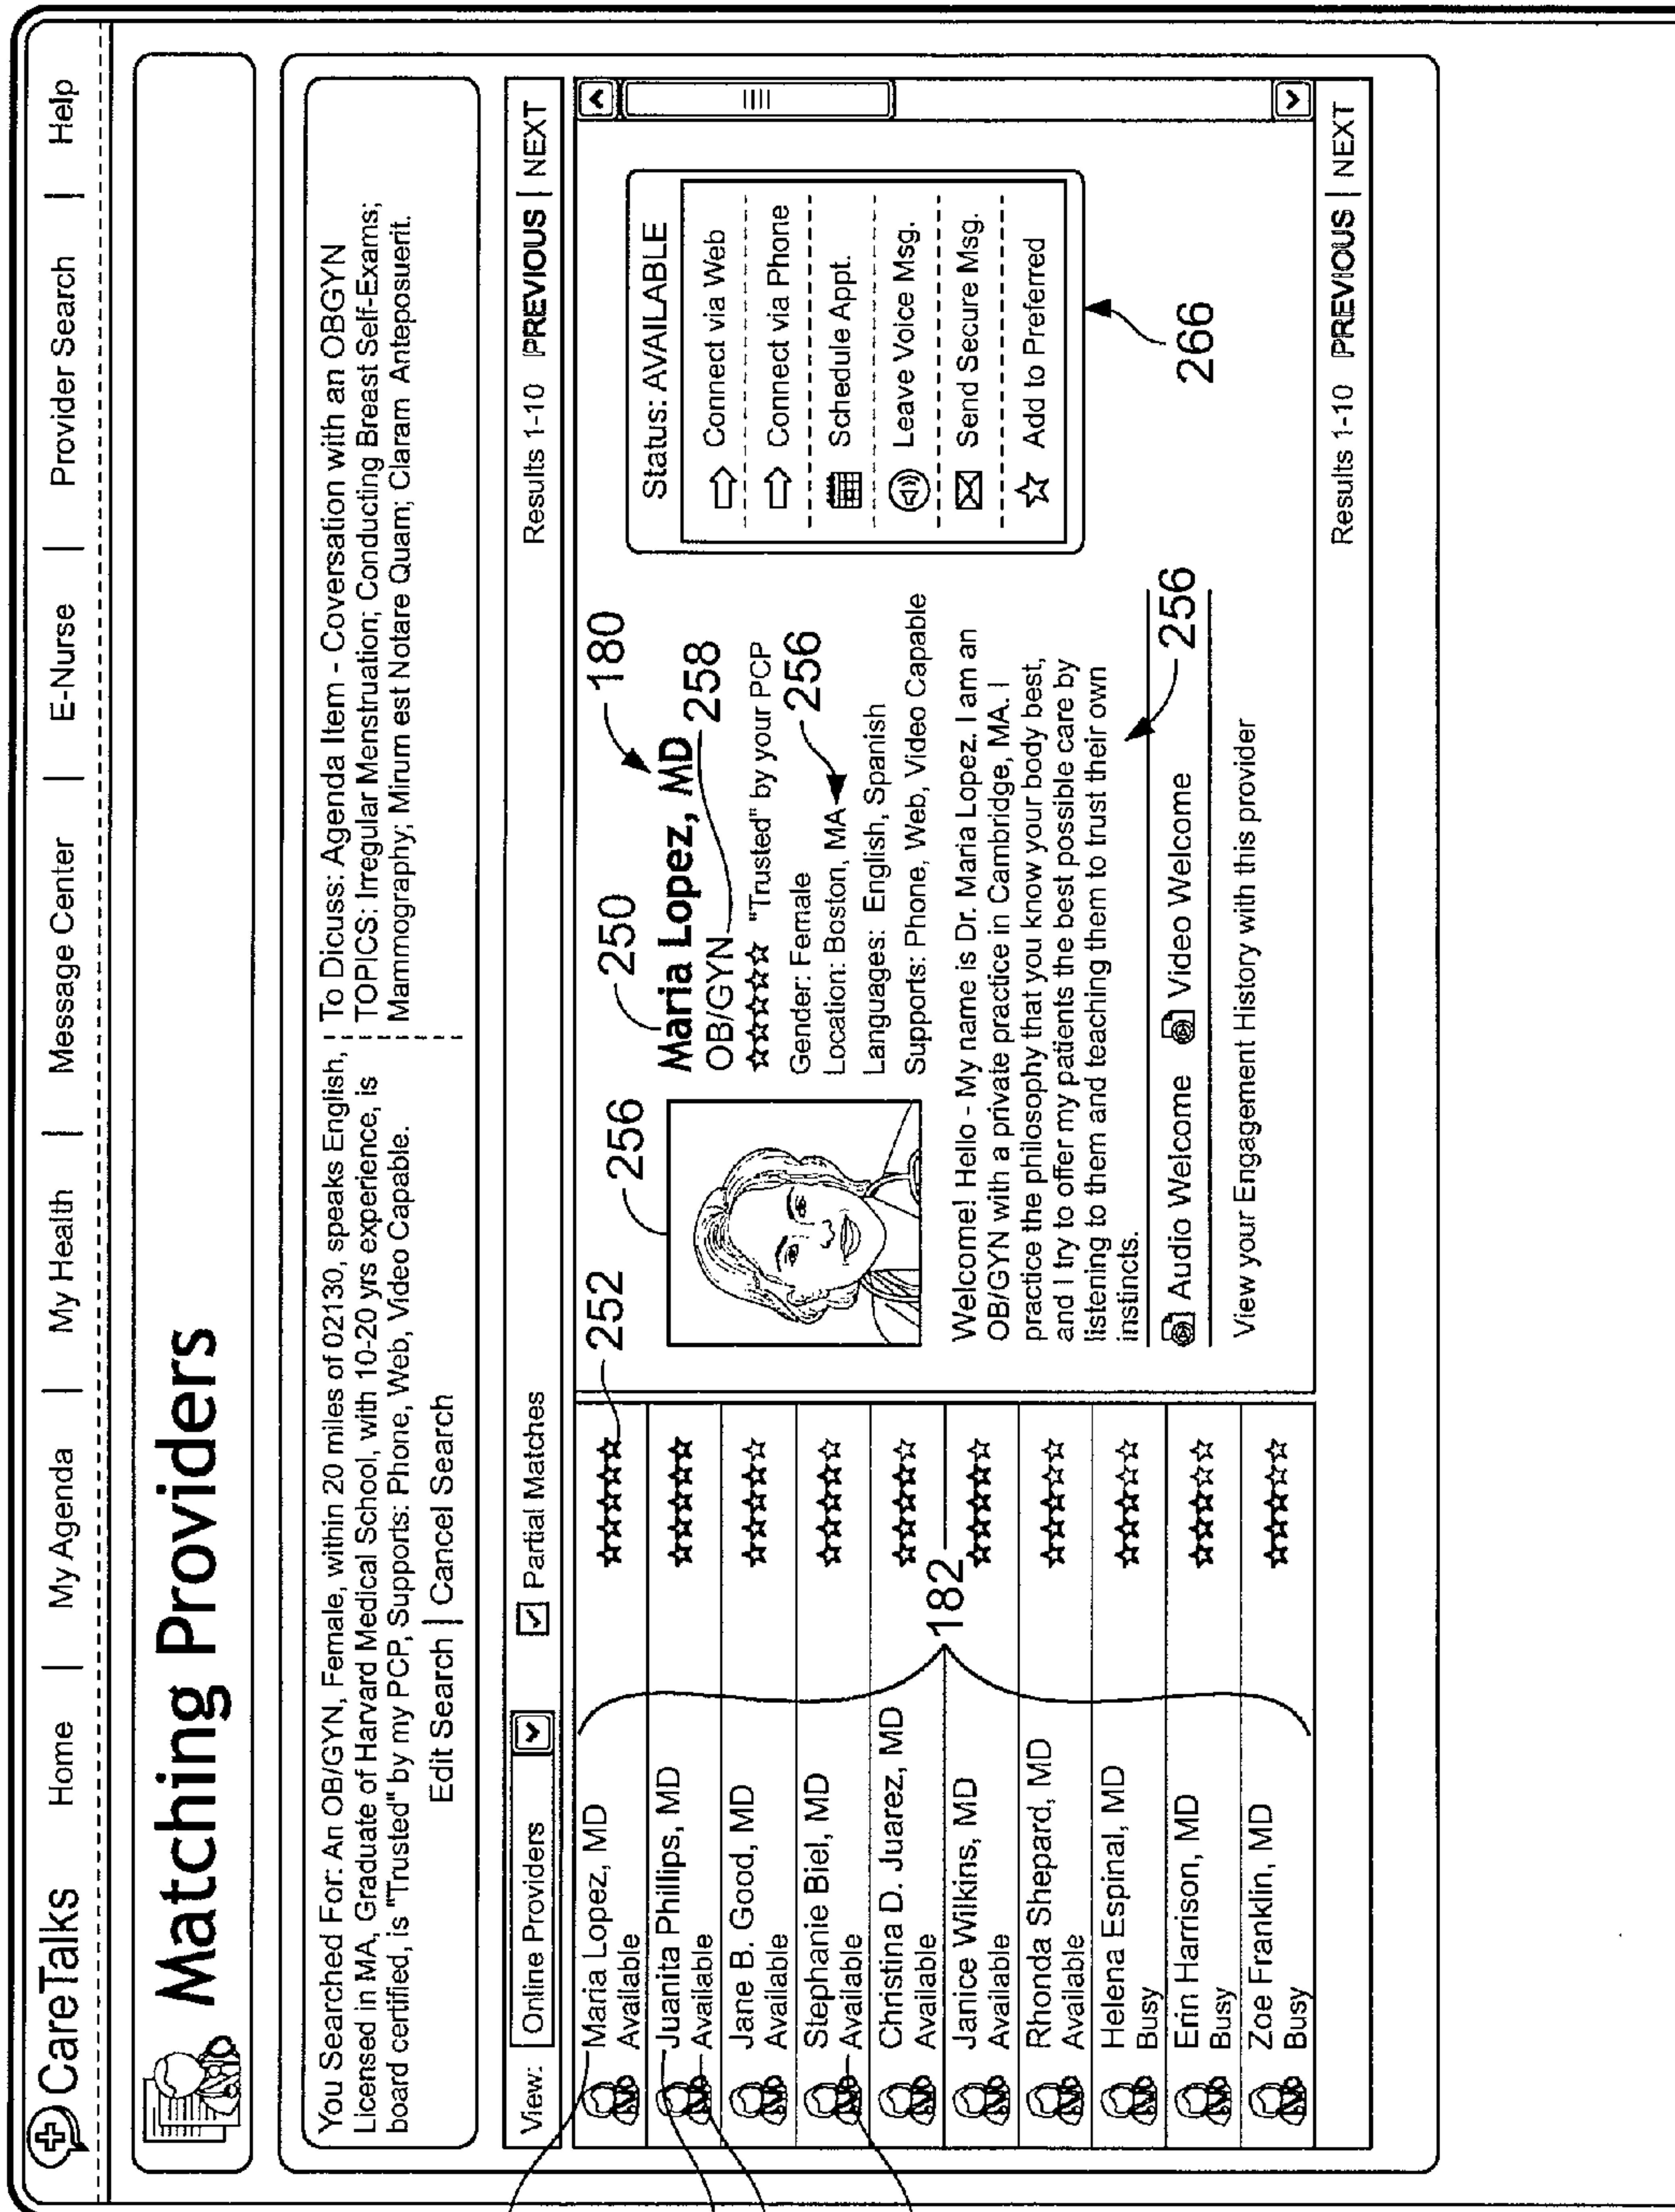 CareTalks Home | My Agenda | My Health | Message Center | E-Nurse | Provider Search | Help
Matching Providers
You Searched For: An OB/GYN, Female, within 20 miles of 02130, speaks English,
Licensed in MA, Graduate of Harvard Medical School, with 10-20 yrs experience, is
board certified, is "Trusted" by my PCP, Supports: Phone, Web, Video Capable.
Edit Search | Cancel Search
To Dicuss: Agenda Item - Coversation with an OBGYN
TOPICS: Irregular Menstruation; Conducting Breast Self-Exams;
Mammography; Mirum est Notare Quam; Claram Anteposuerit.
View: Online Providers Partial Matches Results 1-10 PREVIOUS | NEXT
Maria Lopez, MD
Available
252
Juanita Phillips, MD
Available
Jane B. Good, MD
Available
Stephanie Biel, MD
Available
Christina D. Juarez, MD
Available
182
Janice Wilkins, MD
Available
Rhonda Shepard, MD
Available
Helena Espinal, MD
Busy
Erin Harrison, MD
Busy
Zoe Franklin, MD
Busy
256
250
180
Maria Lopez, MD
OB/GYN 258
"Trusted" by your PCP
Gender: Female
Location: Boston, MA 256
Languages: English, Spanish
Supports: Phone, Web, Video Capable
Welcome! Hello - My name is Dr. Maria Lopez. I am an
OB/GYN with a private practice in Cambridge, MA. I
practice the philosophy that you know your body best,
and I try to offer my patients the best possible care by
listening to them and teaching them to trust their own
instincts.
256
Audio Welcome Video Welcome
View your Engagement History with this provider
Status: AVAILABLE
Connect via Web
Connect via Phone
Schedule Appt.
Leave Voice Msg.
Send Secure Msg.
Add to Preferred
266
Results 1-10 PREVIOUS | NEXT